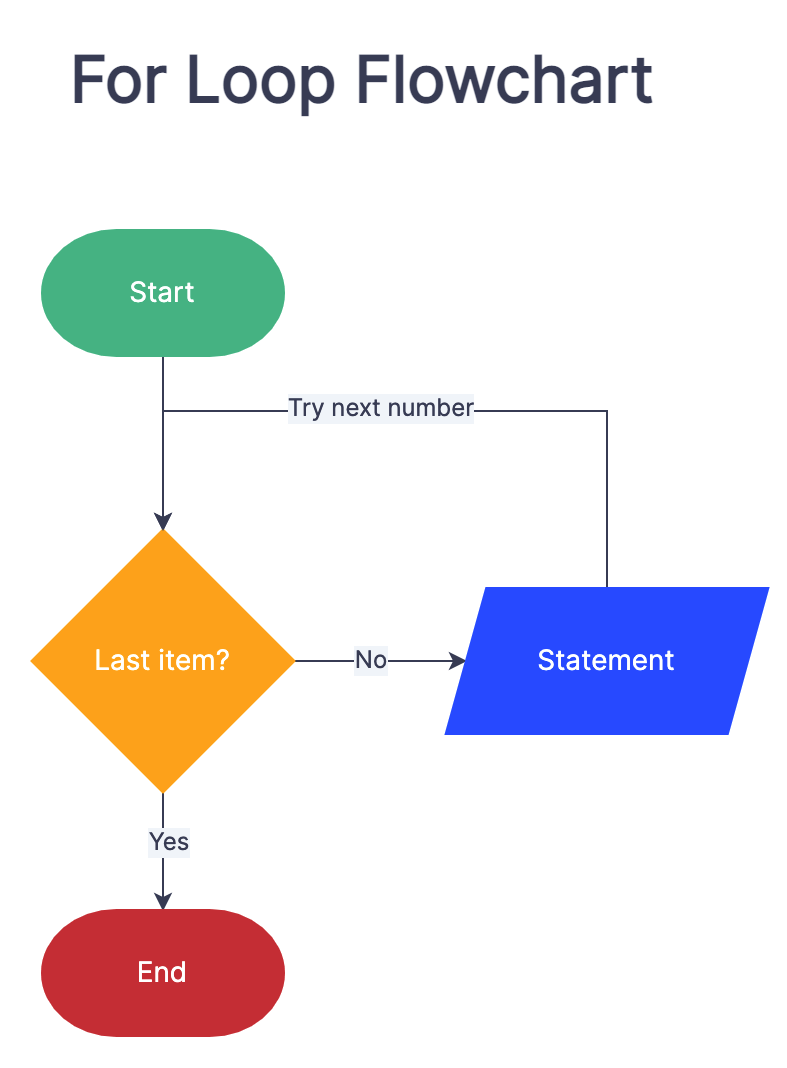 For Loop Flowchart
Start
Try next number
Last item?
No
Statement
Yes
End